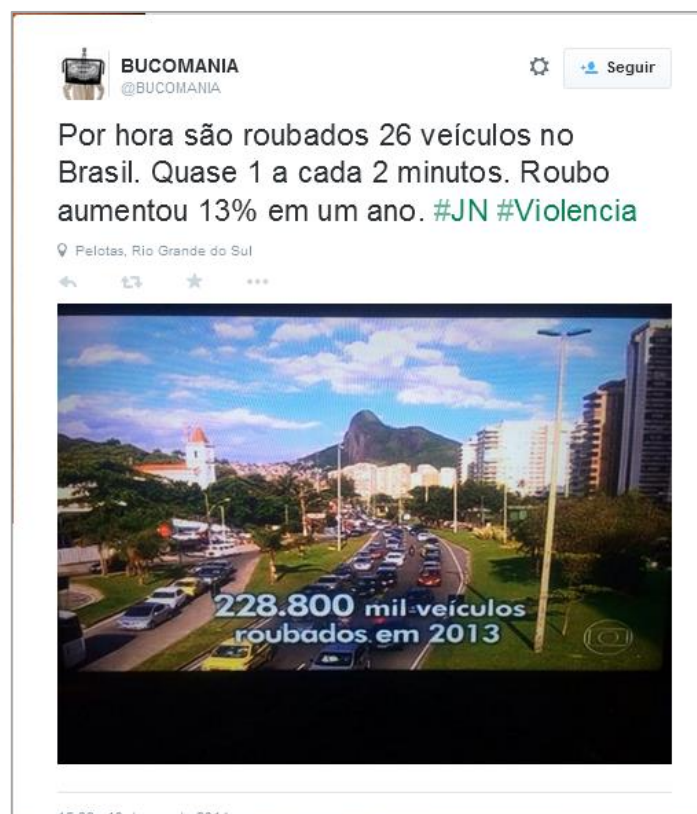 BUCOMANIA
@BUCOMANIA
Seguir
Por hora são roubados 26 veículos no
Brasil. Quase 1 a cada 2 minutos. Roubo
aumentou 13% em um ano. #JN #Violencia
Pelotas, Rio Grande do Sul
228.800 mil veículos
roubados em 2013